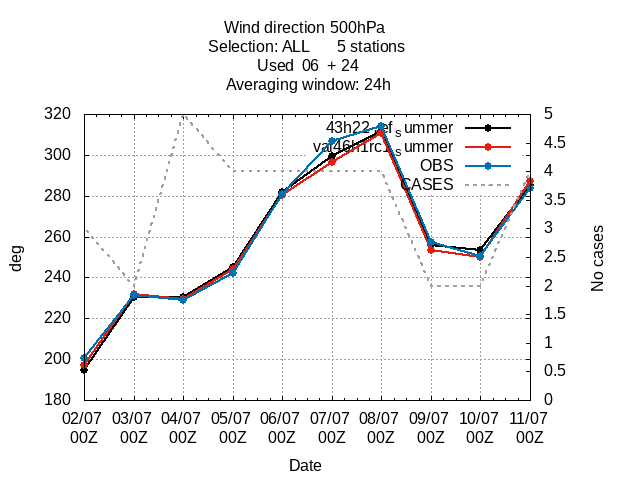 Wind direction 500hPa
Selection: ALL 5 stations
Used 06 + 24
Averaging window: 24h
320
300
280
260
240
220
200
180
5
4.5
4
3.5
3
2.5
2
1.5
1
0.5
0
ummer
ummer
OBS
CASES
deg
No cases
02/07 03/07 04/07 05/07 06/07 07/07 08/07 09/07 10/07 11/07
00Z 00Z 00Z 00Z 00Z 00Z 00Z 00Z 00Z 00Z
Date